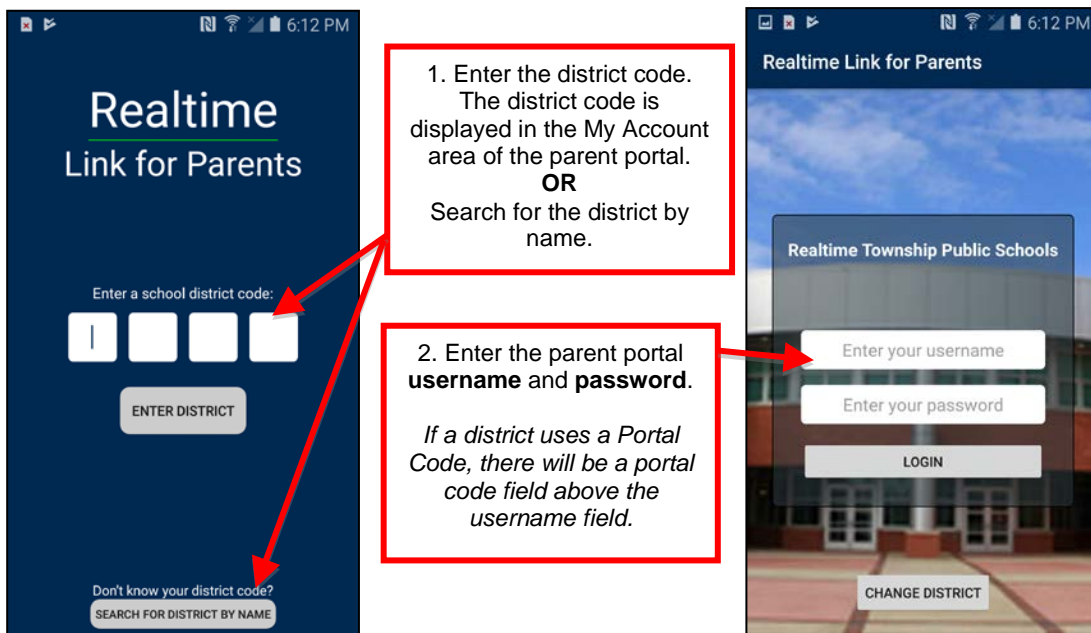 6:12 PM
Realtime
Link for Parents
Enter a school district code:
ENTER DISTRICT
Don't know your district code?
SEARCH FOR DISTRICT BY NAME
1. Enter the district code.
The district code is
displayed in the My Account
area of the parent portal.
OR
Search for the district by
name.
2. Enter the parent portal
username and password.
If a district uses a Portal
Code, there will be a portal
code field above the
username field.
6:12 PM
Realtime Link for Parents
Realtime Township Public Schools
Enter your username
Enter your password
LOGIN
CHANGE DISTRICT